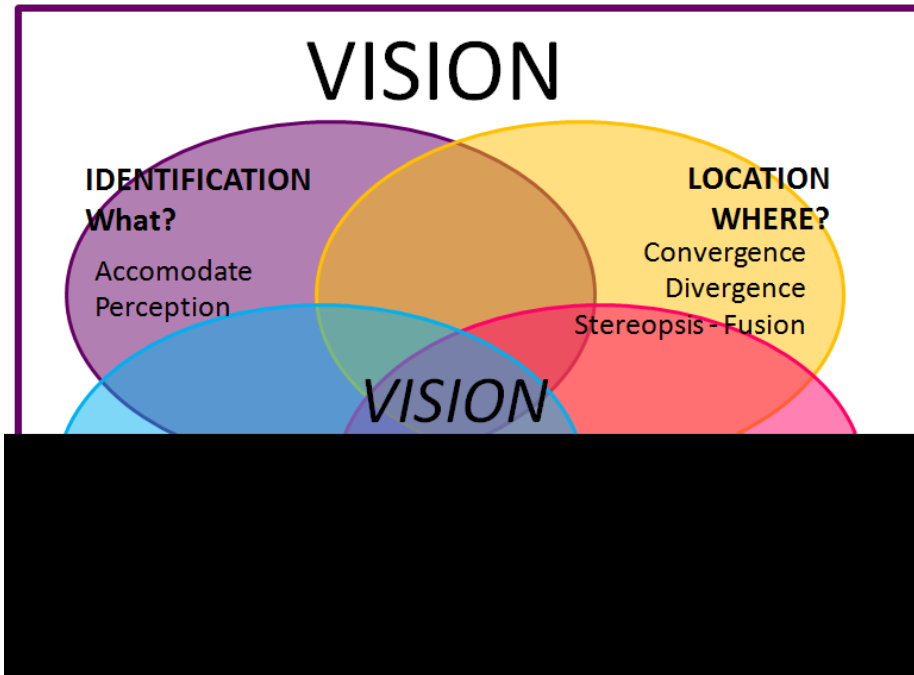 VISION
IDENTIFICATION
What?
Accomodate
Perception
LOCATION
WHERE?
Convergence
Divergence
Stereopsis - Fusion
VISION